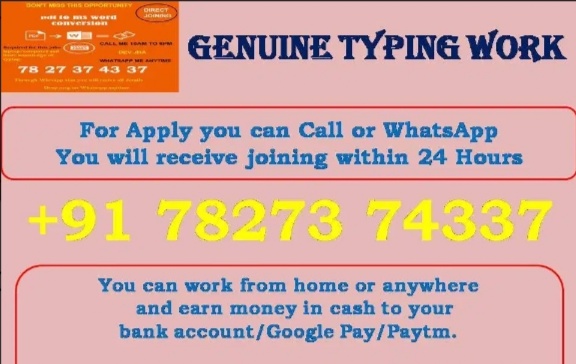 DON'T MISS THIS OPPORTUNITY
DIRECT
JOINING
pdf to ms word
conversion
CALL ME 10AM TO 5PM
WHATSAPP ME ANYTIME
78 27 37 43 37
GENUINE TYPING WORK
For Apply you can Call or WhatsApp
You will receive joining within 24 Hours
+91 78273 74337
You can work from home or anywhere
and earn money in cash to your
bank account/Google Pay/Paytm.